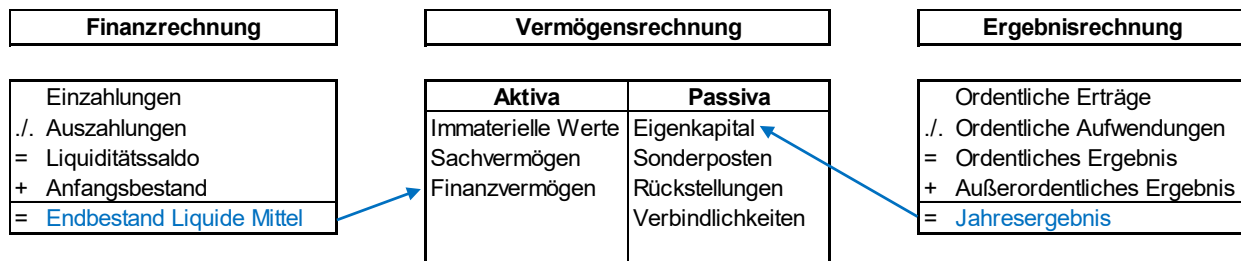 Finanzrechnung
Einzahlungen
./. Auszahlungen
= Liquiditätssaldo
+ Anfangsbestand
= Endbestand Liquide Mittel
Vermögensrechnung
Aktiva Passiva
Immaterielle Werte Eigenkapital
Sachvermögen Sonderposten
Finanzvermögen Rückstellungen
Verbindlichkeiten
Ergebnisrechnung
Ordentliche Erträge
./. Ordentliche Aufwendungen
= Ordentliches Ergebnis
+ Außerordentliches Ergebnis
= Jahresergebnis